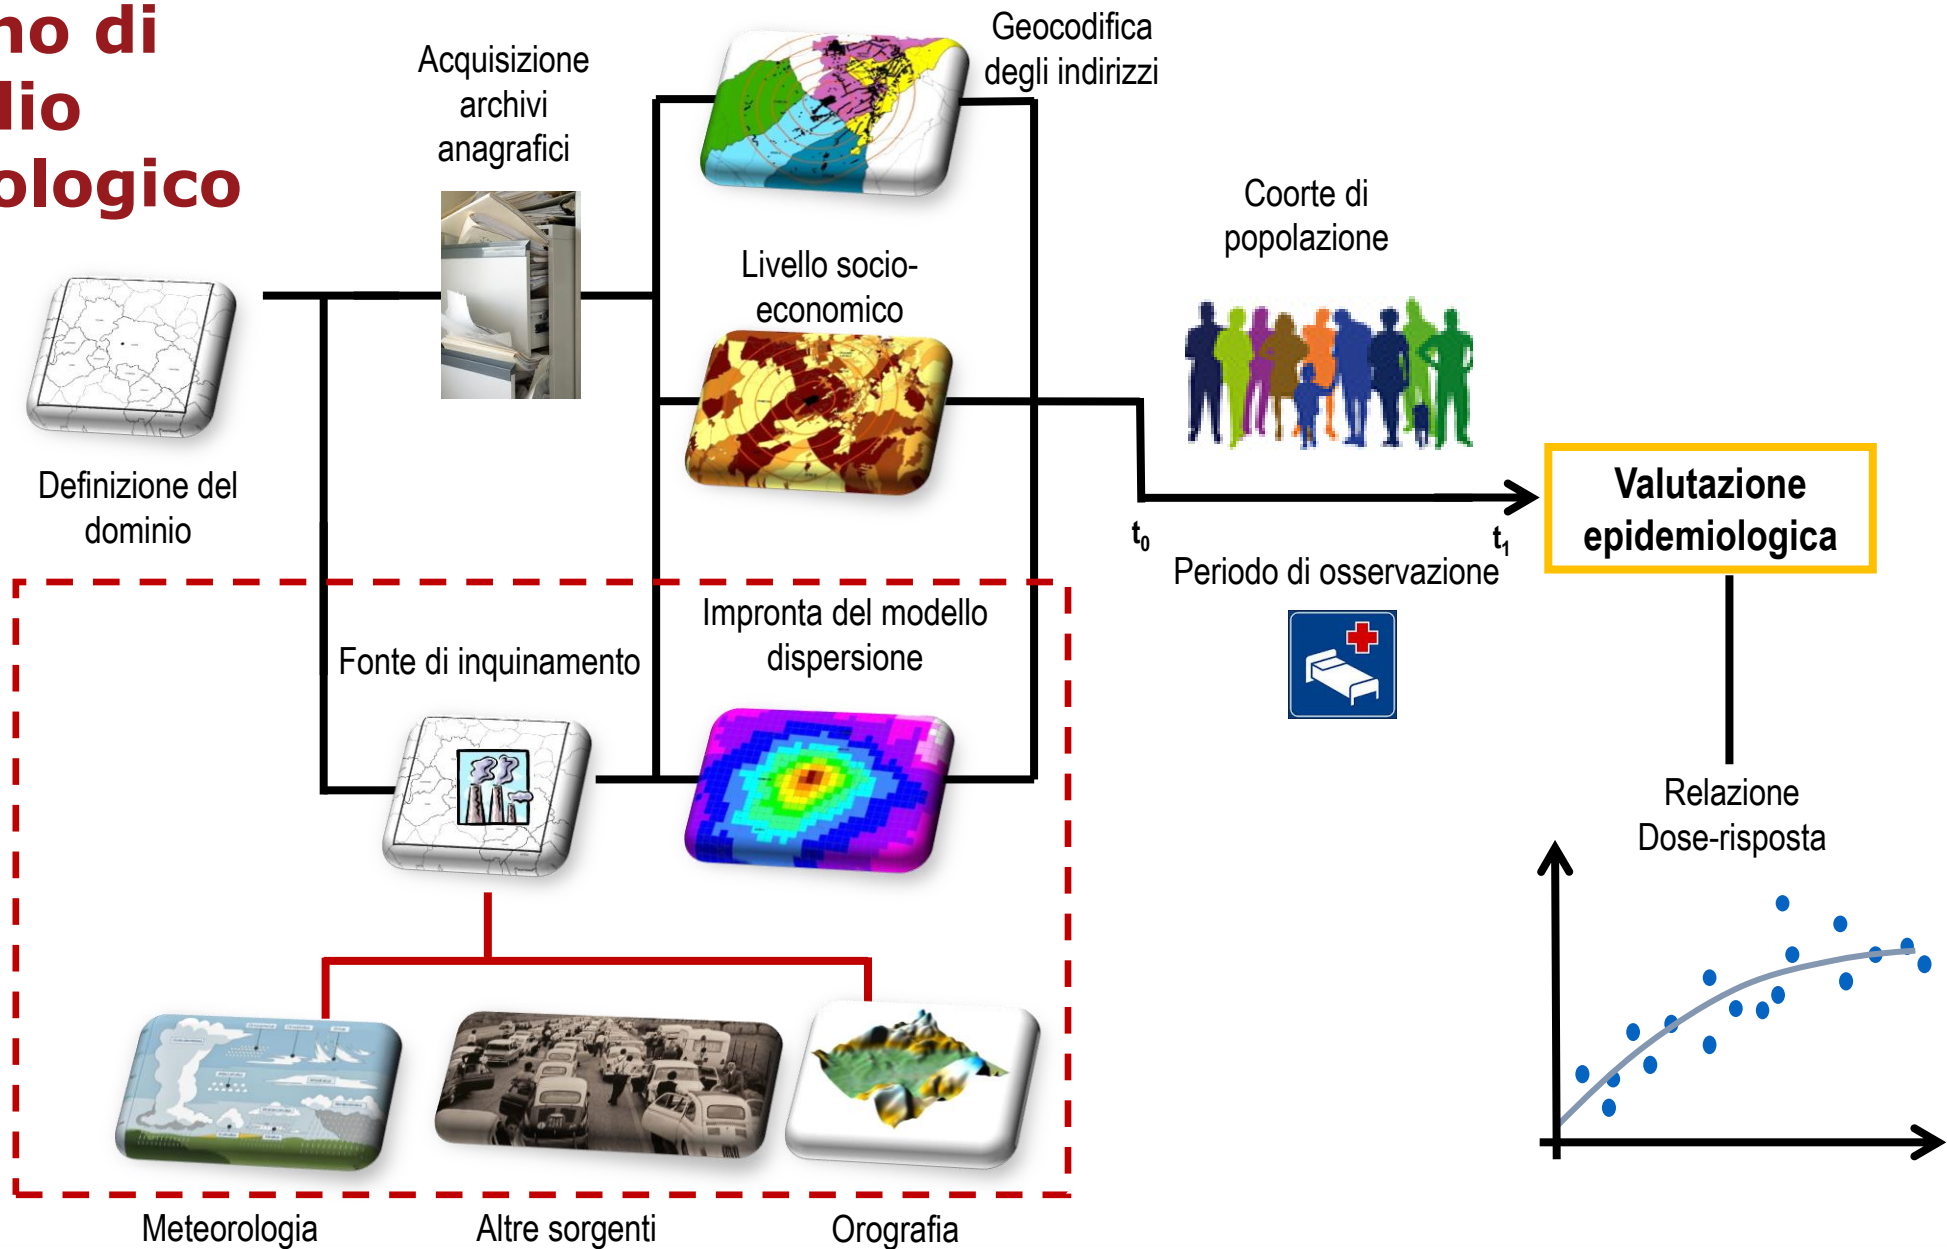 no di
lio
ologico
Acquisizione
archivi
anagrafici
Geocodifica
degli indirizzi
Livello socio-
economico
Coorte di
popolazione
Definizione del
dominio
Valutazione
epidemiologica
t0
t1
Periodo di osservazione
Impronta del modello
dispersione
Fonte di inquinamento
Relazione
Dose-risposta
Meteorologia
Altre sorgenti
Orografia